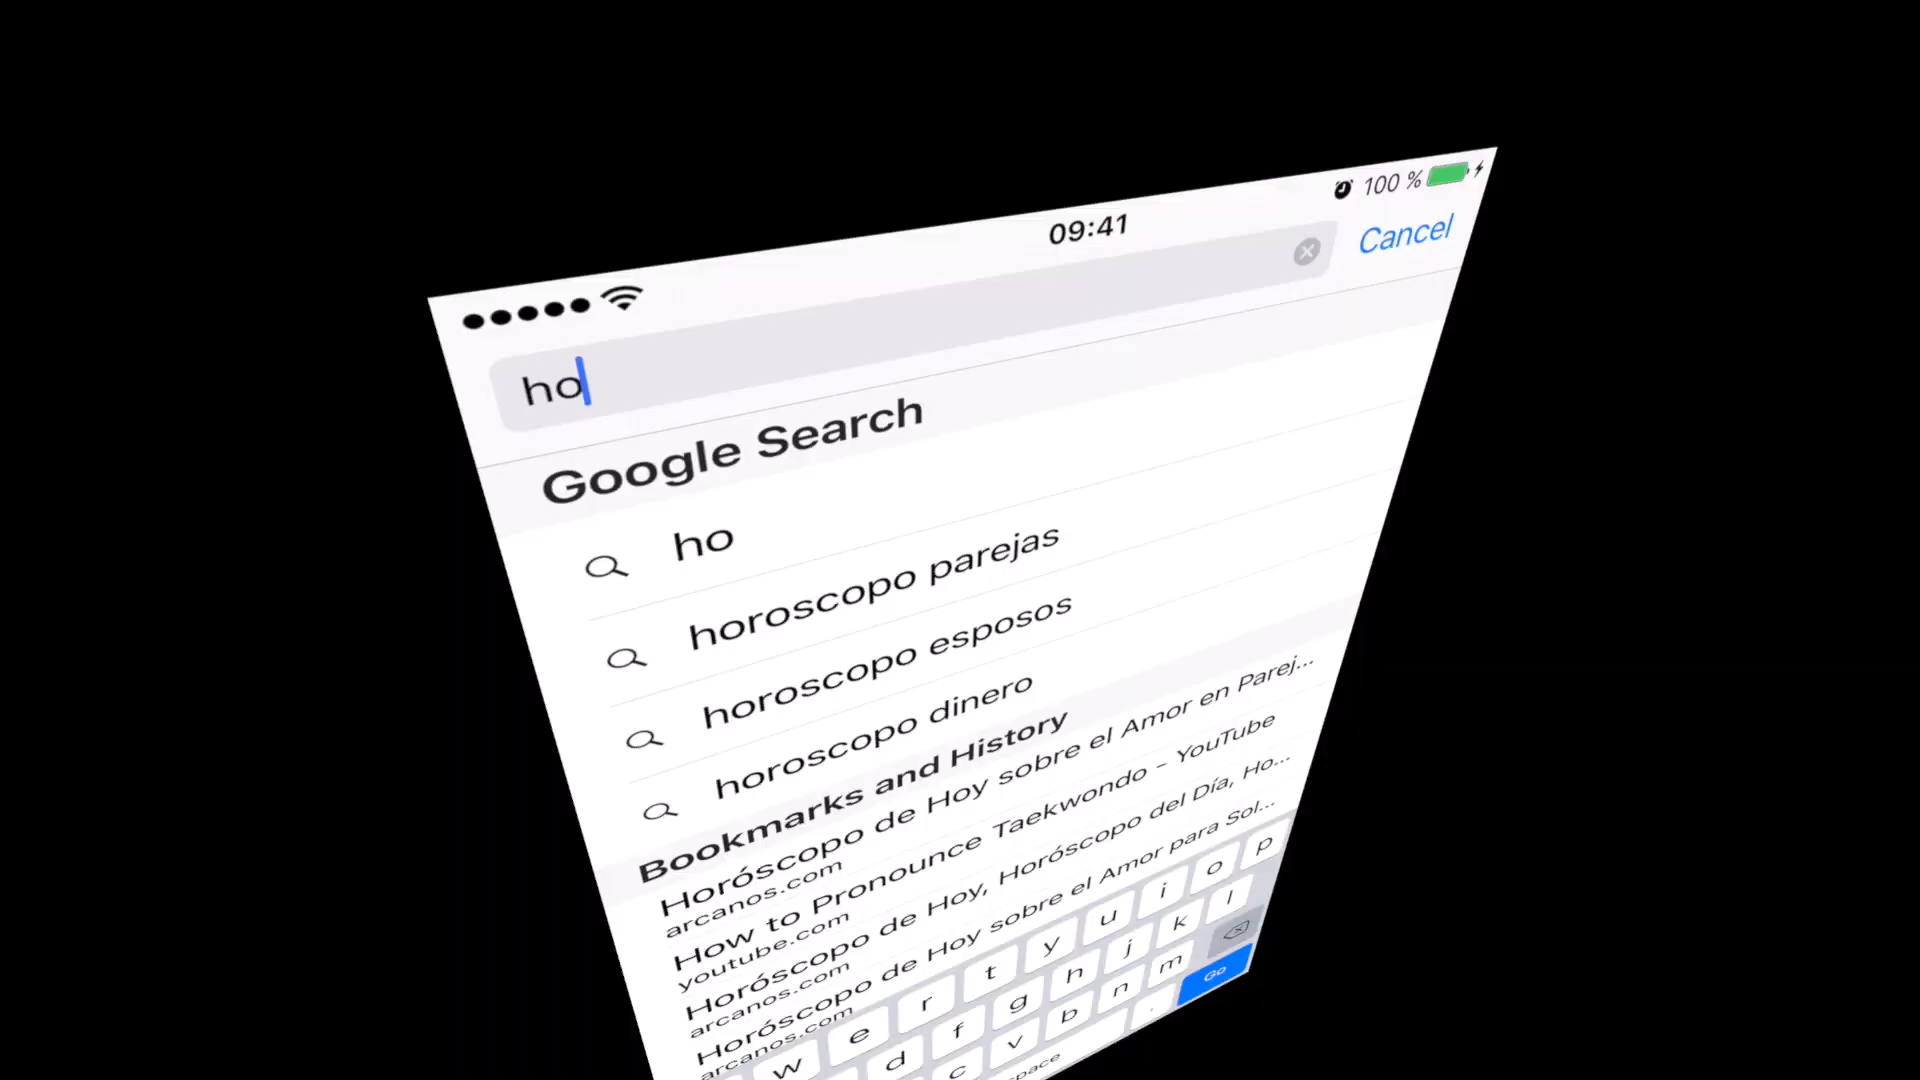 09:41
100 %
ho
Cancel
Google Search
ho
horoscopo parejas
horoscopo esposos
horoscopo dinero
Bookmarks and History
Horóscopo de Hoy sobre el Amor en Parej...
arcanos.com
How to Pronounce Taekwondo - YouTube
youtube.com
Horóscopo de Hoy, Horóscopo del Día, Ho...
arcanos.com
Horóscopo de Hoy sobre el Amor para Sol...
arcanos.com
w e r t y u i o p
d f g h j k l
c v b n m
space . Go